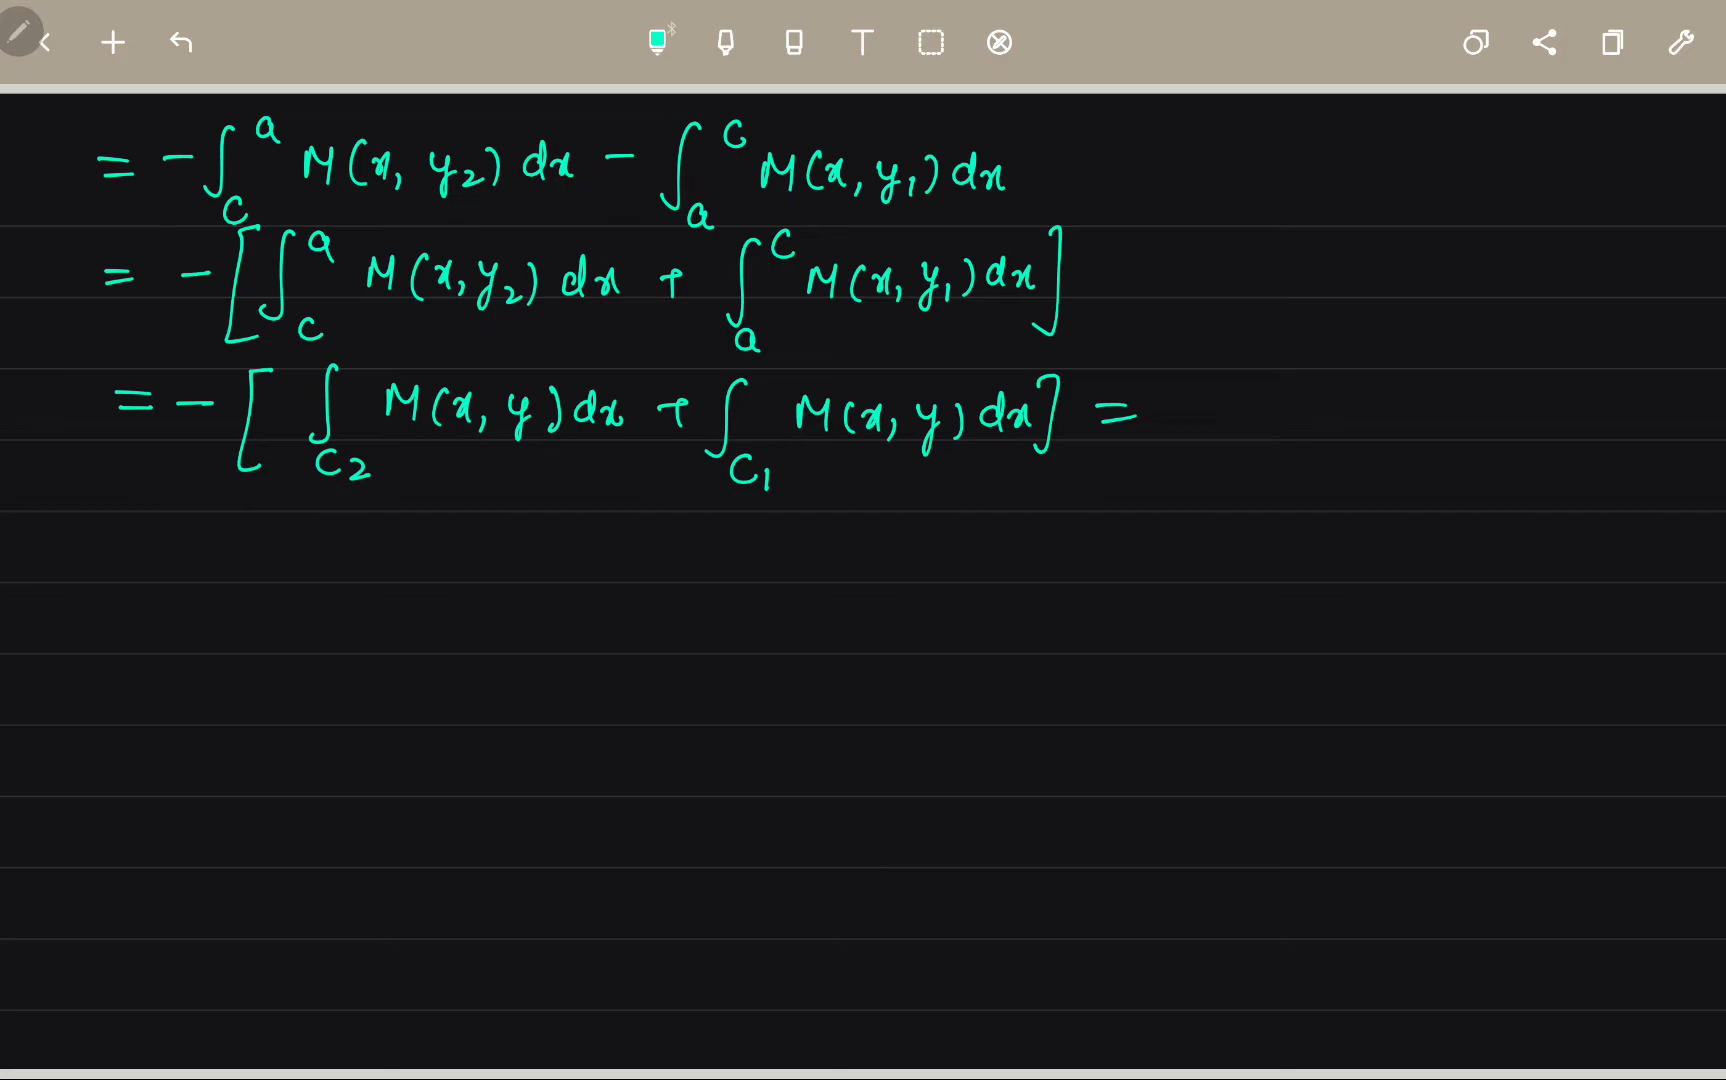 = -∫_c^a M(x, y₂) dx - ∫_a^c M(x, y₁) dx
= -[∫_c^a M(x, y₂) dx + ∫_a^c M(x, y₁) dx]
= -[∫_{C₂} M(x, y) dx + ∫_{C₁} M(x, y) dx] =